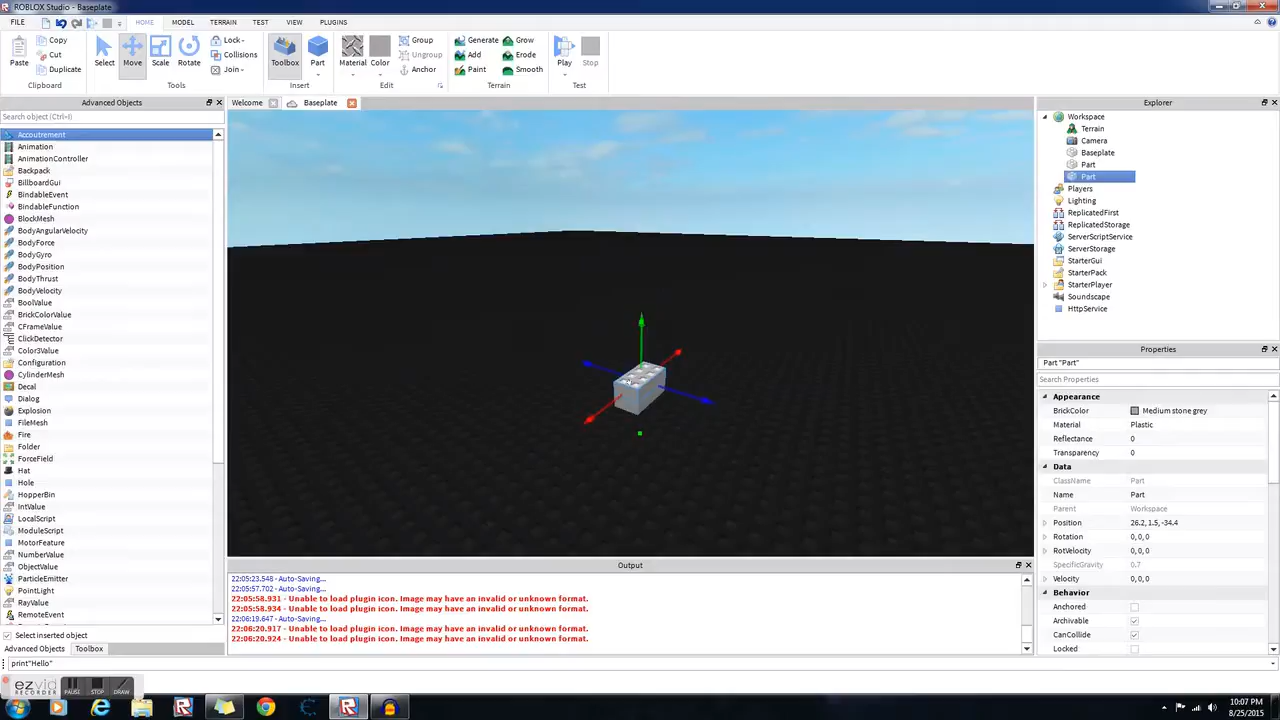 ROBLOX Studio - Baseplate
FILE HOME MODEL TERRAIN TEST VIEW PLUGINS
Paste Copy Cut Duplicate Select Move Scale Rotate Lock Collisions Join Toolbox Part Material Color Group Ungroup Anchor Generate Grow Add Erode Paint Smooth Play Stop
Clipboard Tools Insert Edit Terrain Test
Advanced Objects
Search object (Ctrl+I)
Accoutrement
Animation
AnimationController
Backpack
BillboardGui
BindableEvent
BindableFunction
BlockMesh
BodyAngularVelocity
BodyForce
BodyGyro
BodyPosition
BodyThrust
BodyVelocity
BoolValue
BrickColorValue
CFrameValue
ClickDetector
Color3Value
Configuration
CylinderMesh
Decal
Dialog
Explosion
FileMesh
Fire
Folder
ForceField
Hat
Hole
HopperBin
IntValue
LocalScript
ModuleScript
MotorFeature
NumberValue
ObjectValue
ParticleEmitter
PointLight
RayValue
RemoteEvent
Select inserted object
Advanced Objects Toolbox
print"Hello"
Welcome Baseplate
Output
22:05:23.548 - Auto-Saving...
22:05:57.702 - Auto-Saving...
22:05:58.931 - Unable to load plugin icon. Image may have an invalid or unknown format.
22:05:58.934 - Unable to load plugin icon. Image may have an invalid or unknown format.
22:06:19.647 - Auto-Saving...
22:06:20.917 - Unable to load plugin icon. Image may have an invalid or unknown format.
22:06:20.924 - Unable to load plugin icon. Image may have an invalid or unknown format.
Explorer
Workspace
Terrain
Camera
Baseplate
Part
Part
Players
Lighting
ReplicatedFirst
ReplicatedStorage
ServerScriptService
ServerStorage
StarterGui
StarterPack
StarterPlayer
Soundscape
HttpService
Properties
Part "Part"
Search Properties
Appearance
BrickColor Medium stone grey
Material Plastic
Reflectance 0
Transparency 0
Data
ClassName Part
Name Part
Parent Workspace
Position 26.2, 1.5, -34.4
Rotation 0, 0, 0
RotVelocity 0, 0, 0
SpecificGravity 0.7
Velocity 0, 0, 0
Behavior
Anchored
Archivable
CanCollide
Locked
ezvid
RECORDER
PAUSE STOP DRAW
10:07 PM
8/25/2015